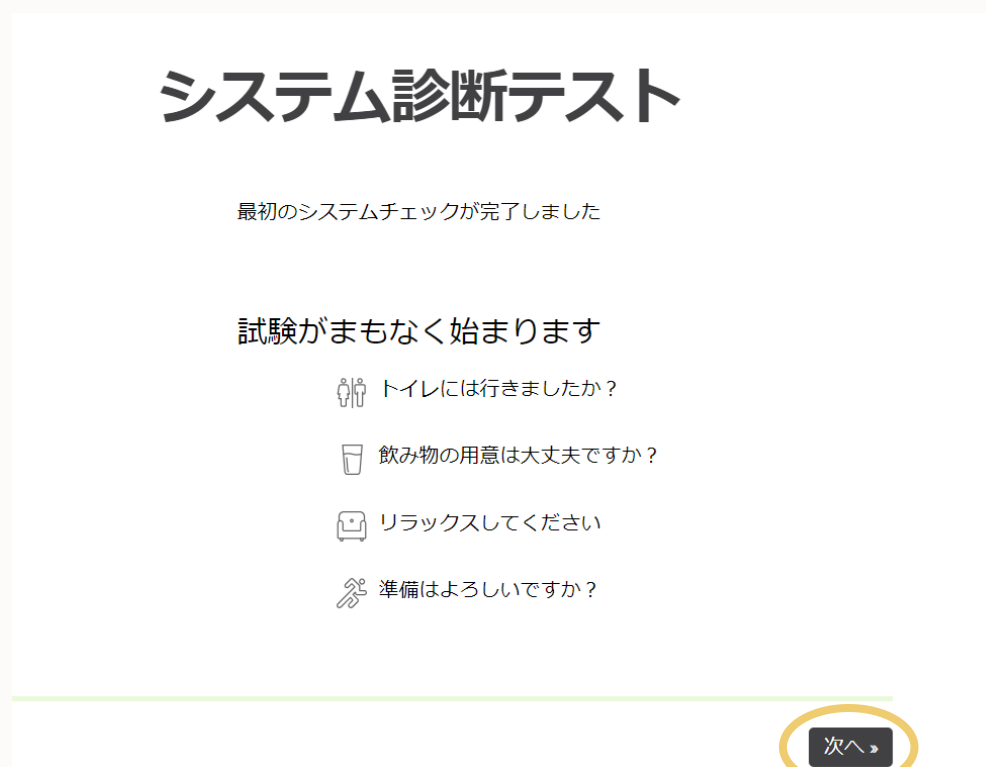 システム診断テスト
最初のシステムチェックが完了しました
試験がまもなく始まります
トイレには行きましたか？
飲み物の用意は大丈夫ですか？
リラックスしてください
準備はよろしいですか？
次へ »